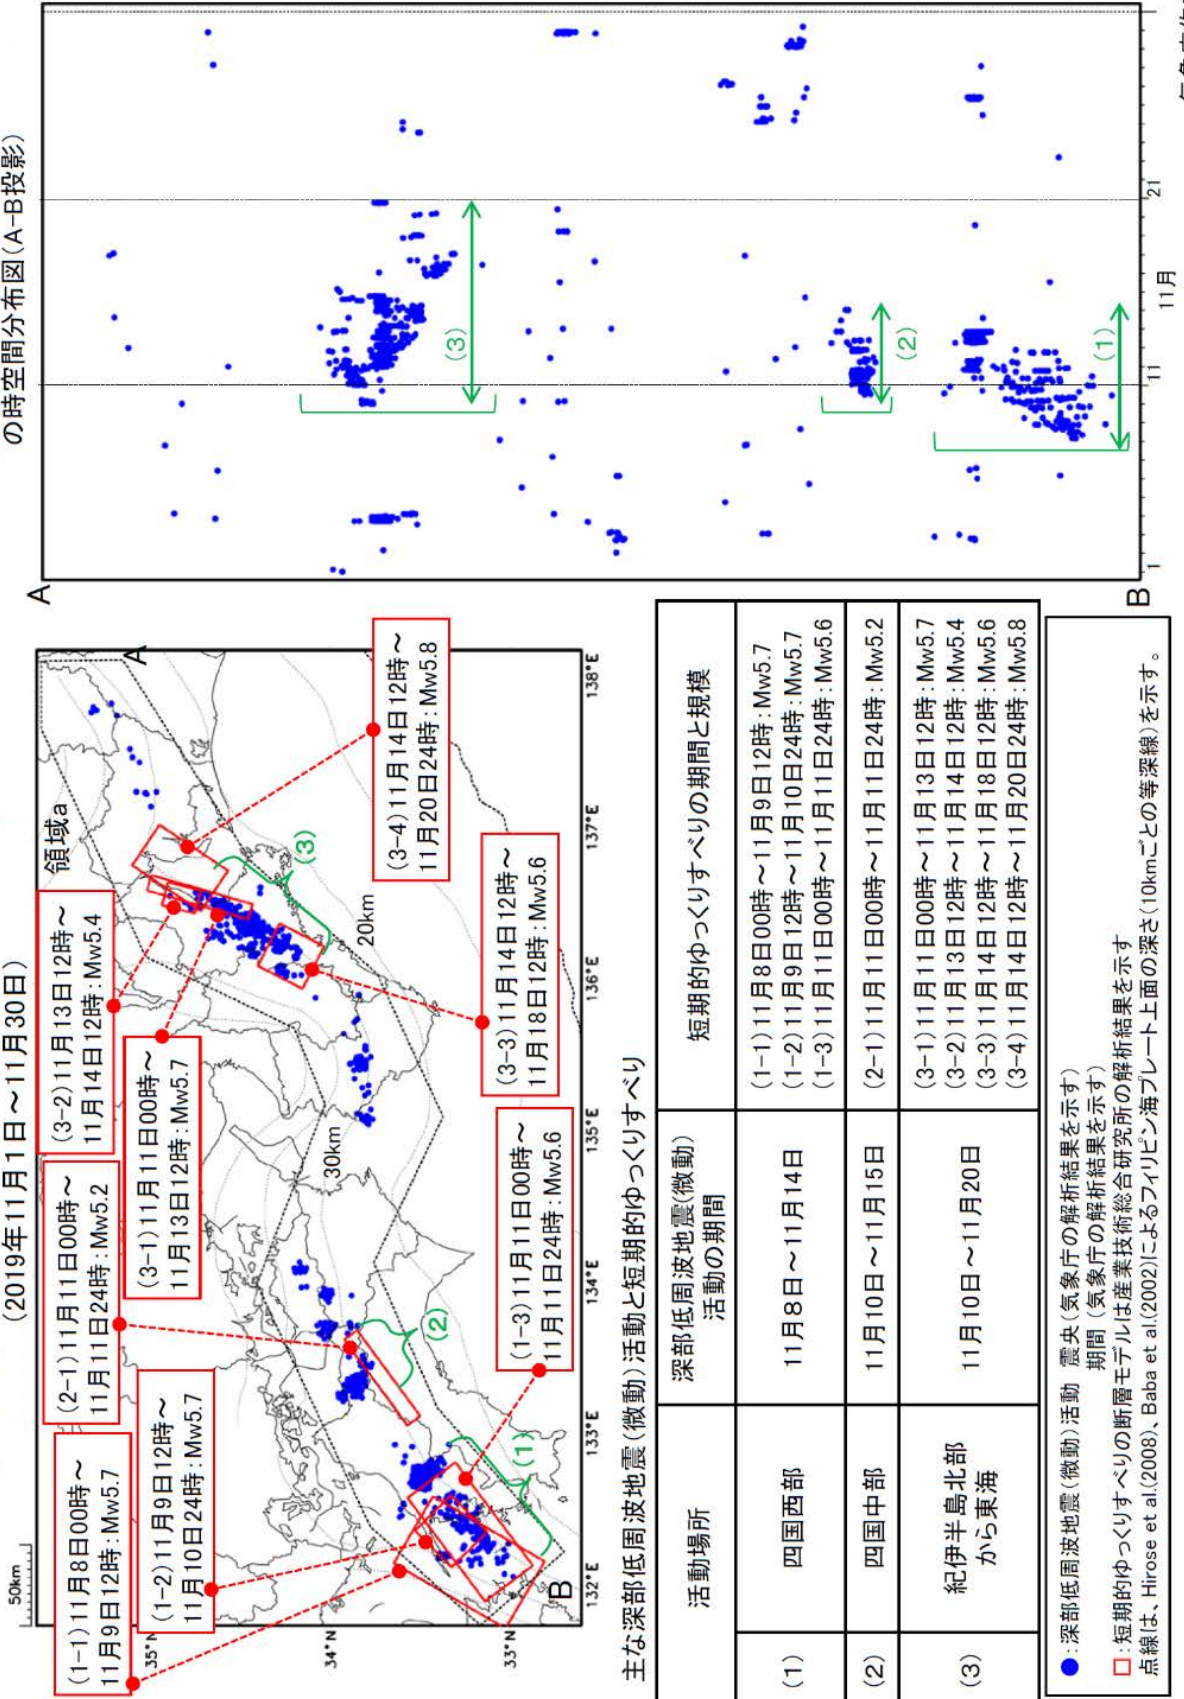 (2019年11月1日～11月30日)
の時空間分布図(A-B投影)
50km
35°N
34°N
33°N
132°E
133°E
134°E
135°E
136°E
137°E
138°E
領域a
A
B
20km
30km
(1)
(2)
(3)
(1-1)11月8日00時～
11月9日12時:Mw5.7
(1-2)11月9日12時～
11月10日24時:Mw5.7
(2-1)11月11日00時～
11月11日24時:Mw5.2
(3-1)11月11日00時～
11月13日12時:Mw5.7
(3-2)11月13日12時～
11月14日12時:Mw5.4
(1-3)11月11日00時～
11月11日24時:Mw5.6
(3-3)11月14日12時～
11月18日12時:Mw5.6
(3-4)11月14日12時～
11月20日24時:Mw5.8
A
B
(3)
(2)
(1)
1
11
21
11月
主な深部低周波地震(微動)活動と短期的ゆっくりすべり
活動場所
深部低周波地震(微動)
活動の期間
短期的ゆっくりすべりの期間と規模
(1)
四国西部
11月8日～11月14日
(1-1)11月8日00時～11月9日12時:Mw5.7
(1-2)11月9日12時～11月10日24時:Mw5.7
(1-3)11月11日00時～11月11日24時:Mw5.6
(2)
四国中部
11月10日～11月15日
(2-1)11月11日00時～11月11日24時:Mw5.2
(3)
紀伊半島北部
から東海
11月10日～11月20日
(3-1)11月11日00時～11月13日12時:Mw5.7
(3-2)11月13日12時～11月14日12時:Mw5.4
(3-3)11月14日12時～11月18日12時:Mw5.6
(3-4)11月14日12時～11月20日24時:Mw5.8
●:深部低周波地震(微動)活動 震央(気象庁の解析結果を示す)
期間(気象庁の解析結果を示す)
□:短期的ゆっくりすべりの断層モデルは産業技術総合研究所の解析結果を示す
点線は、Hirose et al.(2008)、Baba et al.(2002)によるフィリピン海プレート上面の深さ(10kmごとの等深線)を示す。